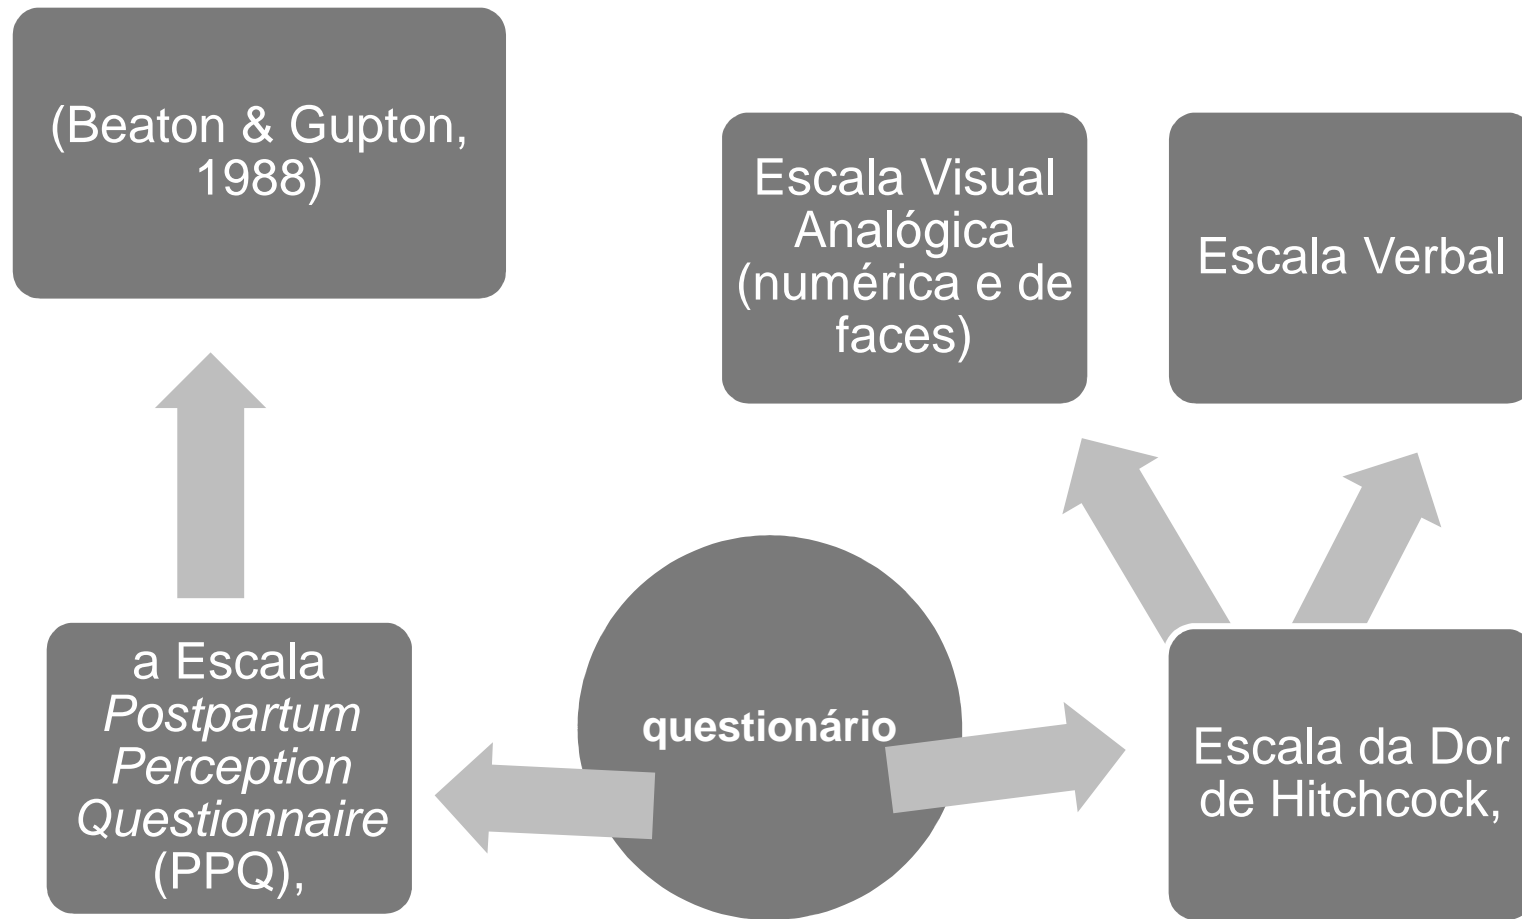 (Beaton & Gupton,
1988)
Escala Visual
Analógica
(numérica e de
faces)
Escala Verbal
a Escala
Postpartum
Perception
Questionnaire
(PPQ),
questionário
Escala da Dor
de Hitchcock,